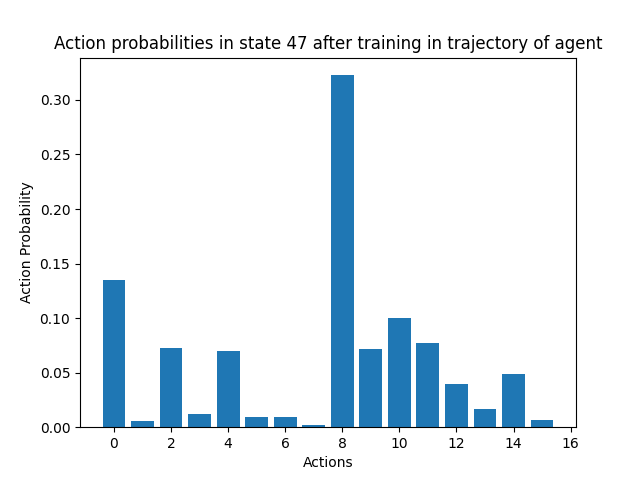 Action probabilities in state 47 after training in trajectory of agent
0.30
0.25
0.20
0.15
0.10
0.05
0.00
Action Probability
0 2 4 6 8 10 12 14 16
Actions